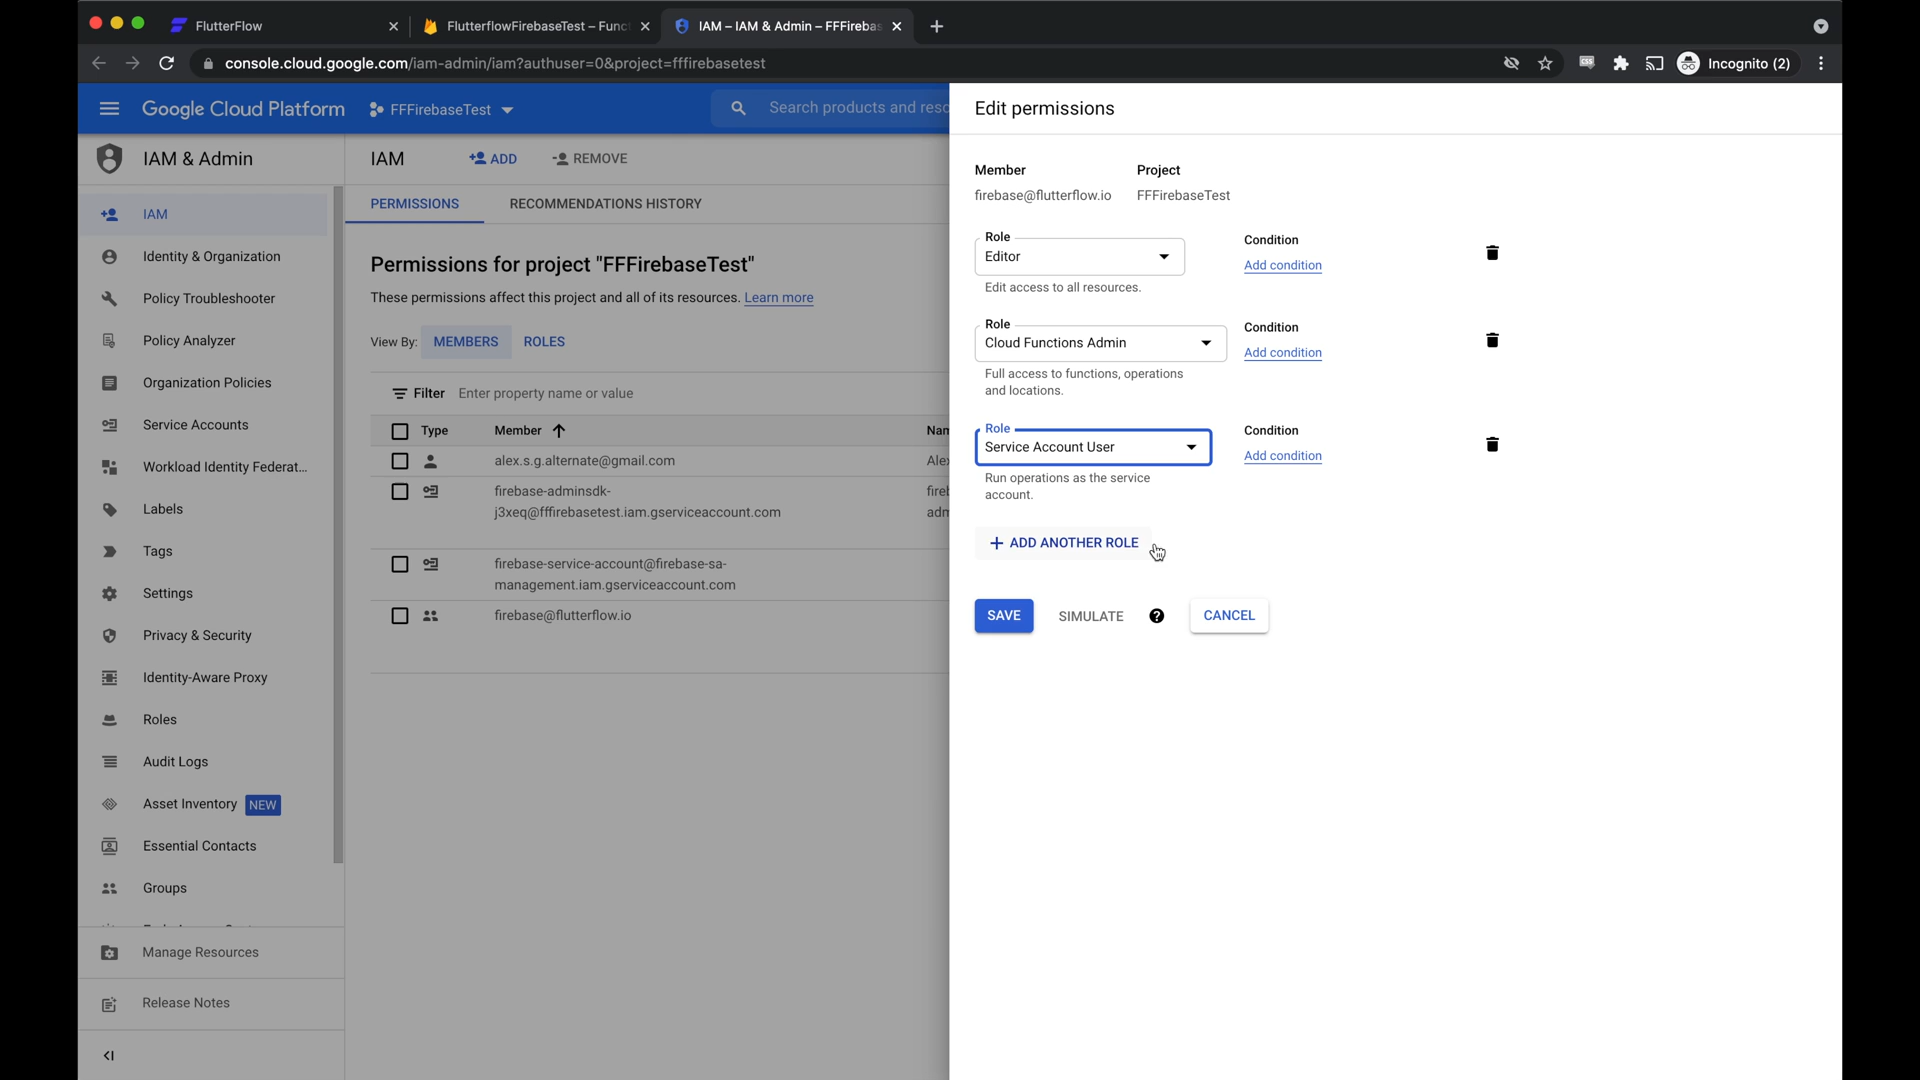 FlutterFlow
FlutterflowFirebaseTest – Func
IAM – IAM & Admin – FFFirebas
console.cloud.google.com/iam-admin/iam?authuser=0&project=fffirebasetest
CSS
Incognito (2)
Google Cloud Platform
FFFirebaseTest
Search products and reso
IAM & Admin
IAM
ADD
REMOVE
PERMISSIONS
RECOMMENDATIONS HISTORY
IAM
Identity & Organization
Policy Troubleshooter
Policy Analyzer
Organization Policies
Service Accounts
Workload Identity Federat...
Labels
Tags
Settings
Privacy & Security
Identity-Aware Proxy
Roles
Audit Logs
Asset Inventory NEW
Essential Contacts
Groups
Manage Resources
Release Notes
Permissions for project "FFFirebaseTest"
These permissions affect this project and all of its resources. Learn more
View By: MEMBERS ROLES
Filter Enter property name or value
Type Member Nam
alex.s.g.alternate@gmail.com Alex
firebase-adminsdk- fireb
j3xeq@fffirebasetest.iam.gserviceaccount.com adm
firebase-service-account@firebase-sa-
management.iam.gserviceaccount.com
firebase@flutterflow.io
Edit permissions
Member Project
firebase@flutterflow.io FFFirebaseTest
Role
Editor
Edit access to all resources.
Condition
Add condition
Role
Cloud Functions Admin
Full access to functions, operations
and locations.
Condition
Add condition
Role
Service Account User
Run operations as the service
account.
Condition
Add condition
ADD ANOTHER ROLE
SAVE SIMULATE ? CANCEL